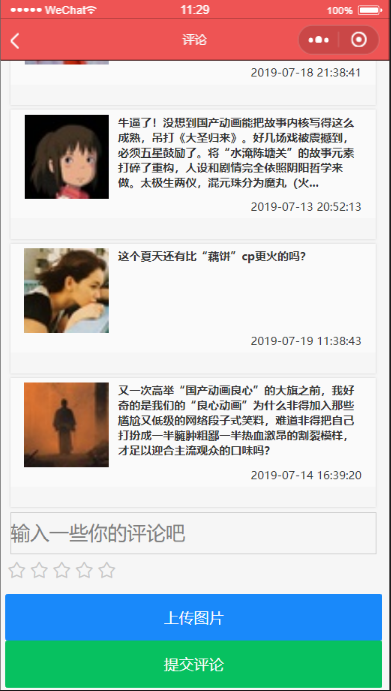 WeChat 11:29 100%
评论
2019-07-18 21:38:41
牛逼了！没想到国产动画能把故事内核写得这么
成熟，吊打《大圣归来》。好几场戏被震撼到，
必须五星鼓励了。将“水淹陈塘关”的故事元素
打碎了重构，人设和剧情完全依照阴阳哲学来
做。太极生两仪，混元珠分为魔丸（火...
2019-07-13 20:52:13
这个夏天还有比“藕饼”cp更火的吗？
2019-07-19 11:38:43
又一次高举“国产动画良心”的大旗之前，我好
奇的是我们的“良心动画”为什么非得加入那些
尴尬又低级的网络段子式笑料，难道非得把自己
打扮成一半臃肿粗鄙一半热血激昂的割裂模样，
才足以迎合主流观众的口味吗？
2019-07-14 16:39:20
输入一些你的评论吧
上传图片
提交评论